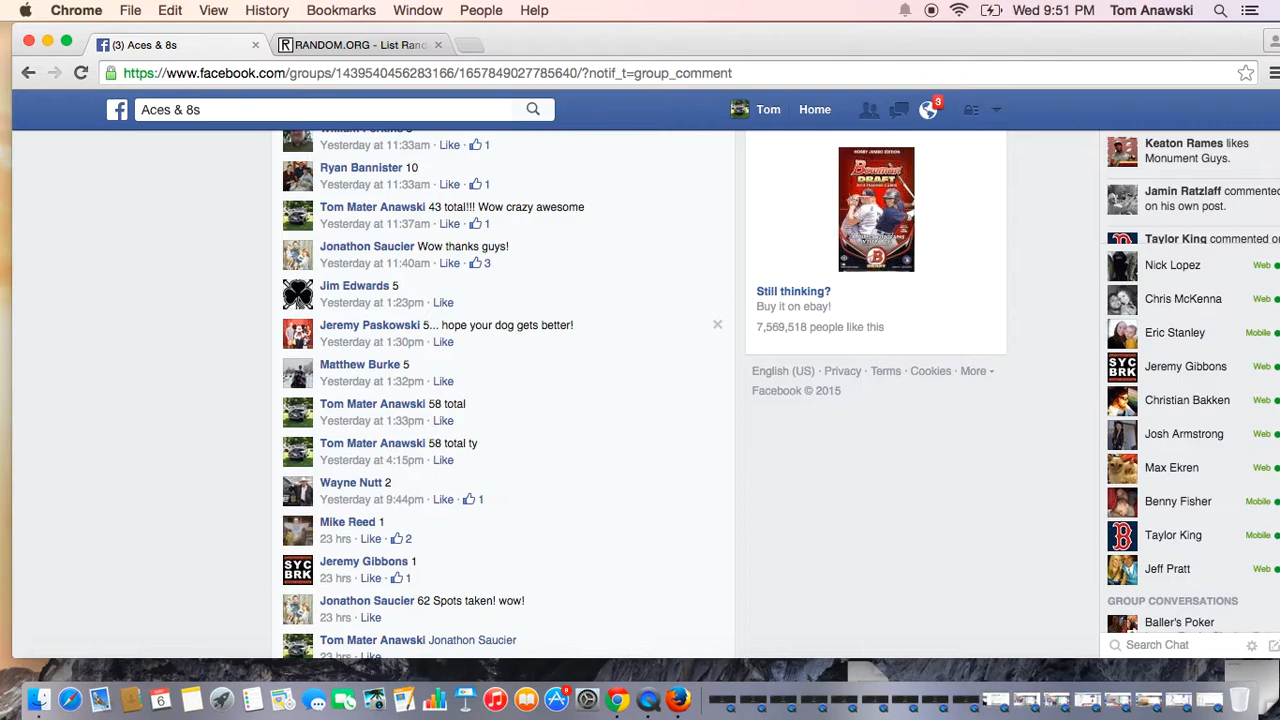 Chrome File Edit View History Bookmarks Window People Help Wed 9:51 PM Tom Anawski
(3) Aces & 8s
RANDOM.ORG - List Rand
https://www.facebook.com/groups/1439540456283166/1657849027785640/?notif_t=group_comment
Aces & 8s
Tom Home 3
Yesterday at 11:33am · Like · 1
Ryan Bannister 10
Yesterday at 11:33am · Like · 1
Tom Mater Anawski 43 total!!! Wow crazy awesome
Yesterday at 11:37am · Like · 1
Jonathon Saucier Wow thanks guys!
Yesterday at 11:40am · Like · 3
Jim Edwards 5
Yesterday at 1:23pm · Like
Jeremy Paskowski 5... hope your dog gets better!
Yesterday at 1:30pm · Like
Matthew Burke 5
Yesterday at 1:32pm · Like
Tom Mater Anawski 58 total
Yesterday at 1:33pm · Like
Tom Mater Anawski 58 total ty
Yesterday at 4:15pm · Like
Wayne Nutt 2
Yesterday at 9:44pm · Like · 1
Mike Reed 1
23 hrs · Like · 2
Jeremy Gibbons 1
23 hrs · Like · 1
Jonathon Saucier 62 Spots taken! wow!
23 hrs · Like
Tom Mater Anawski Jonathon Saucier
23 hrs · Like
Bowman
DRAFT
Still thinking?
Buy it on ebay!
7,569,518 people like this
English (US) · Privacy · Terms · Cookies · More
Facebook © 2015
Keaton Rames likes
Monument Guys.
Jamin Ratzlaff commented
on his own post.
Taylor King commented on
Nick Lopez Web
Chris McKenna Web
Eric Stanley Mobile
SYC BRK Jeremy Gibbons Web
Christian Bakken Web
Josh Armstrong Web
Max Ekren Web
Benny Fisher Mobile
Taylor King Mobile
Jeff Pratt Web
GROUP CONVERSATIONS
Baller's Poker
Search Chat